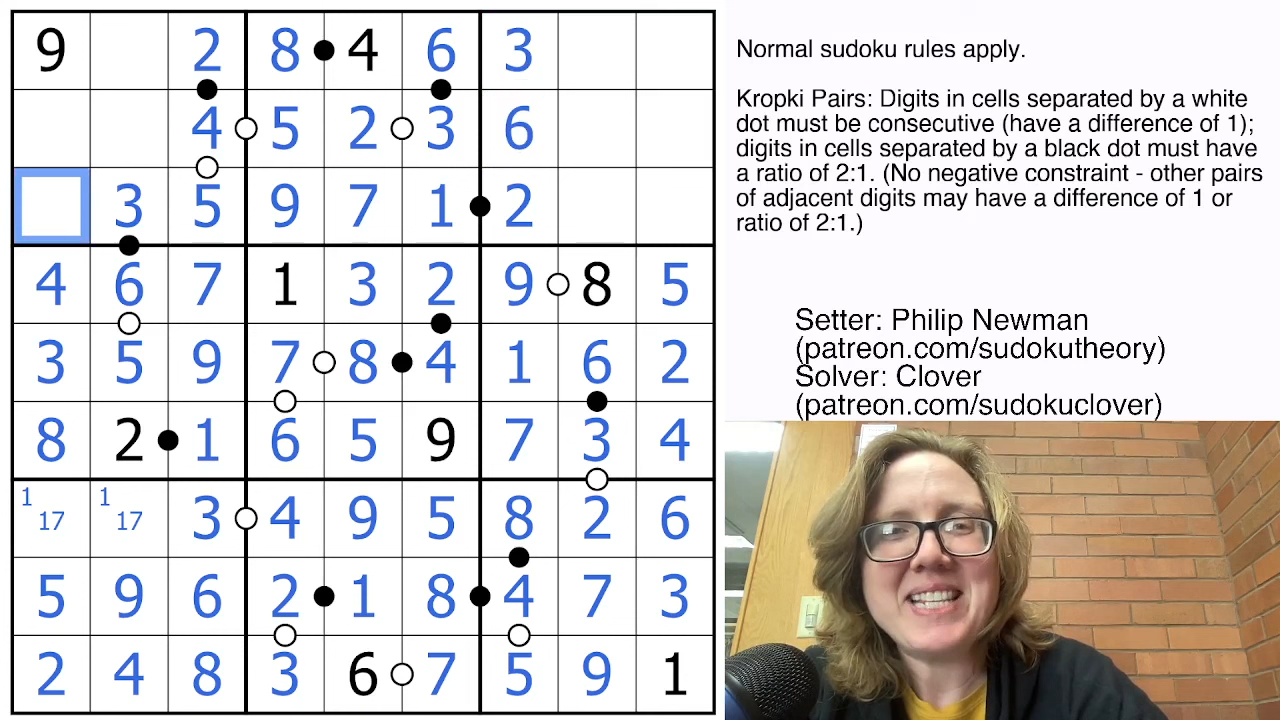 9 2 8 4 6 3
4 5 2 3 6
3 5 9 7 1 2
4 6 7 1 3 2 9 8 5
3 5 9 7 8 4 1 6 2
8 2 1 6 5 9 7 3 4
1 17 1 17 3 4 9 5 8 2 6
5 9 6 2 1 8 4 7 3
2 4 8 3 6 7 5 9 1
Normal sudoku rules apply.
Kropki Pairs: Digits in cells separated by a white
dot must be consecutive (have a difference of 1);
digits in cells separated by a black dot must have
a ratio of 2:1. (No negative constraint - other pairs
of adjacent digits may have a difference of 1 or
ratio of 2:1.)
Setter: Philip Newman
(patreon.com/sudokutheory)
Solver: Clover
(patreon.com/sudokuclover)